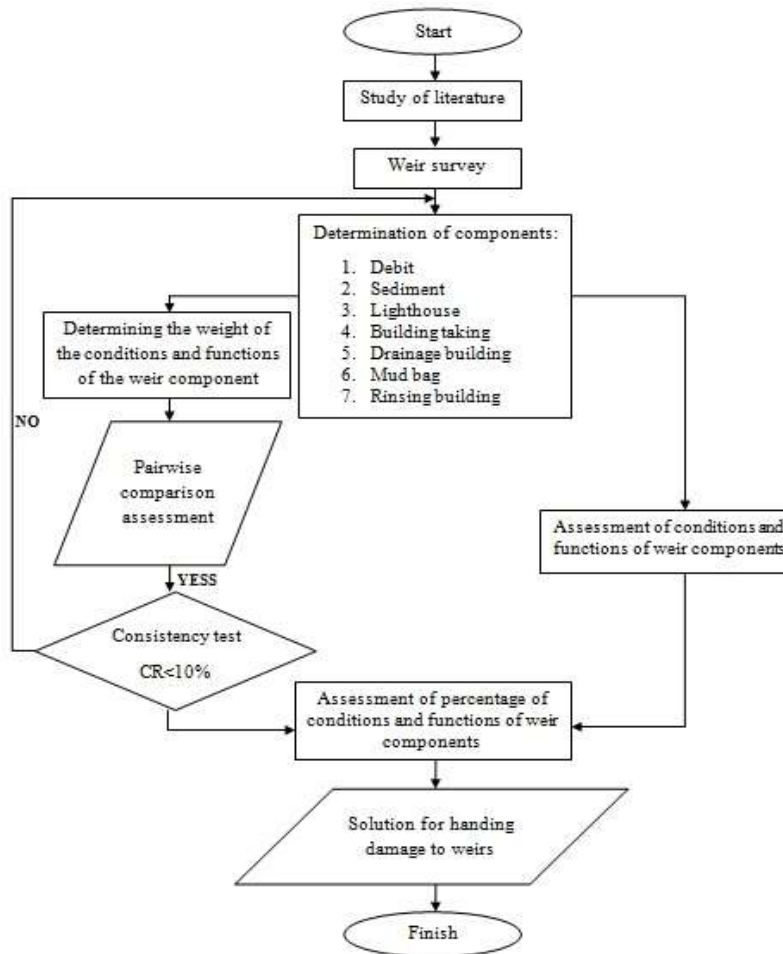 Start
Study of literature
Weir survey
Determination of components:
1. Debit
2. Sediment
3. Lighthouse
4. Building taking
5. Drainage building
6. Mud bag
7. Rinsing building
Determining the weight of
the conditions and functions
of the weir component
NO
Pairwise
comparison
assessment
YESS
Consistency test
CR<10%
Assessment of conditions and
functions of weir components
Assessment of percentage of
conditions and functions of weir
components
Solution for handing
damage to weirs
Finish